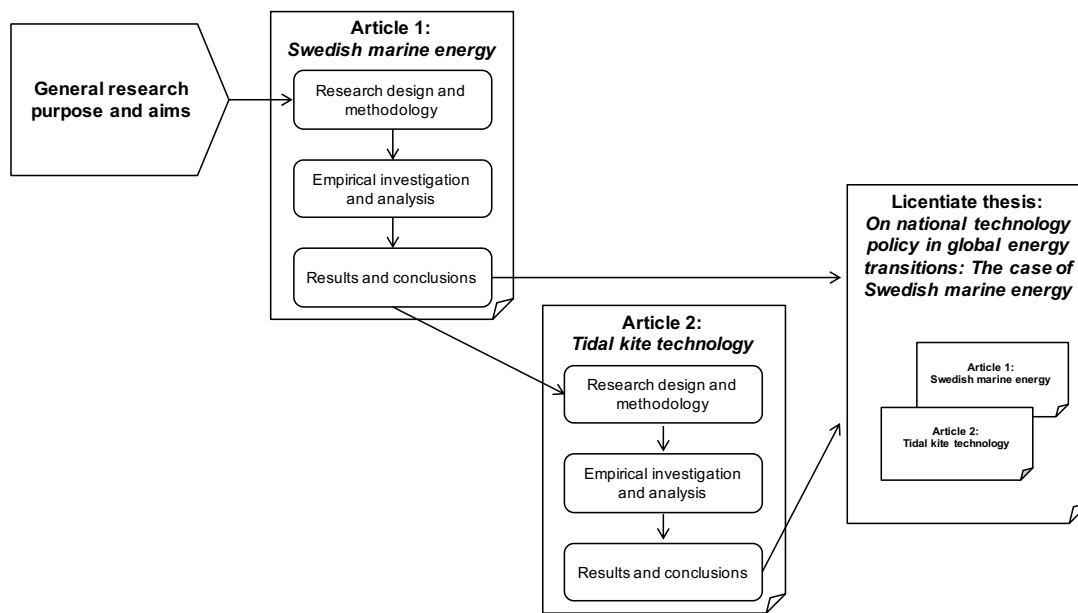 General research
purpose and aims
Article 1:
Swedish marine energy
Research design and
methodology
Empirical investigation
and analysis
Results and conclusions
Article 2:
Tidal kite technology
Research design and
methodology
Empirical investigation
and analysis
Results and conclusions
Licentiate thesis:
On national technology
policy in global energy
transitions: The case of
Swedish marine energy
Article 1:
Swedish marine energy
Article 2:
Tidal kite technology